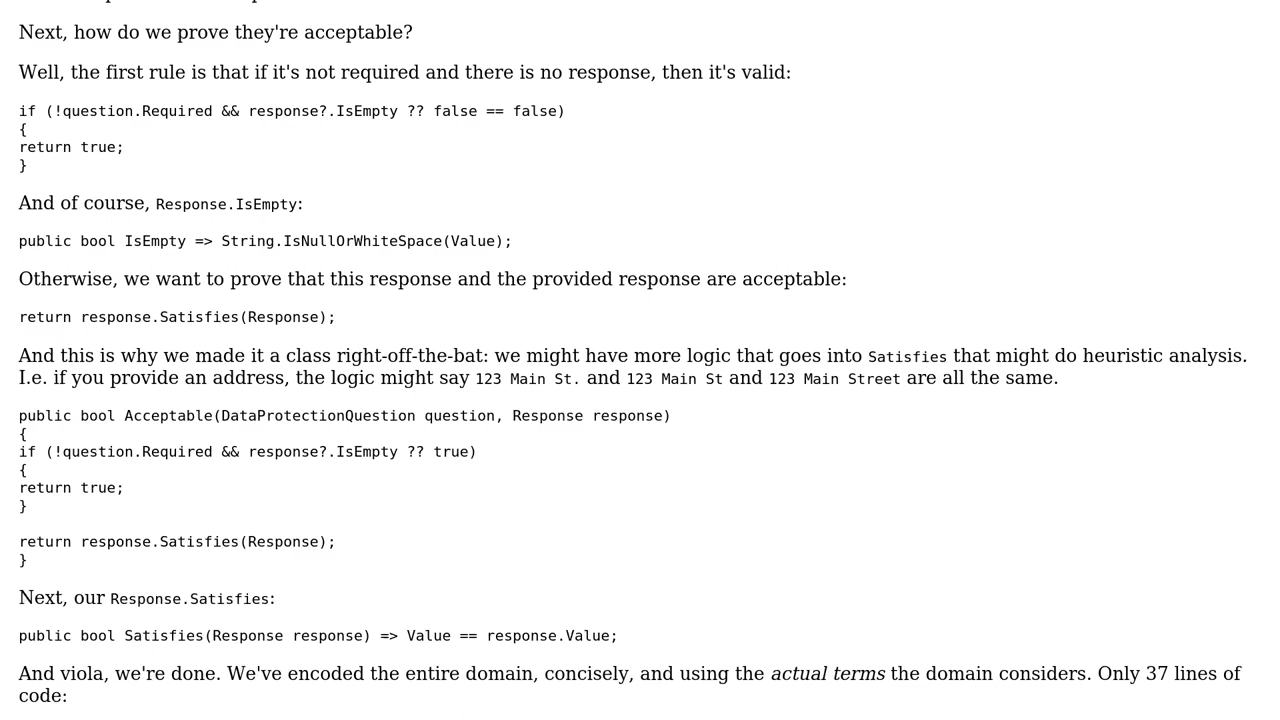 Next, how do we prove they're acceptable?
Well, the first rule is that if it's not required and there is no response, then it's valid:
if (!question.Required && response?.IsEmpty ?? false == false)
{
return true;
}
And of course, Response.IsEmpty:
public bool IsEmpty => String.IsNullOrWhiteSpace(Value);
Otherwise, we want to prove that this response and the provided response are acceptable:
return response.Satisfies(Response);
And this is why we made it a class right-off-the-bat: we might have more logic that goes into Satisfies that might do heuristic analysis.
I.e. if you provide an address, the logic might say 123 Main St. and 123 Main St and 123 Main Street are all the same.
public bool Acceptable(DataProtectionQuestion question, Response response)
{
if (!question.Required && response?.IsEmpty ?? true)
{
return true;
}
return response.Satisfies(Response);
}
Next, our Response.Satisfies:
public bool Satisfies(Response response) => Value == response.Value;
And viola, we're done. We've encoded the entire domain, concisely, and using the actual terms the domain considers. Only 37 lines of
code: